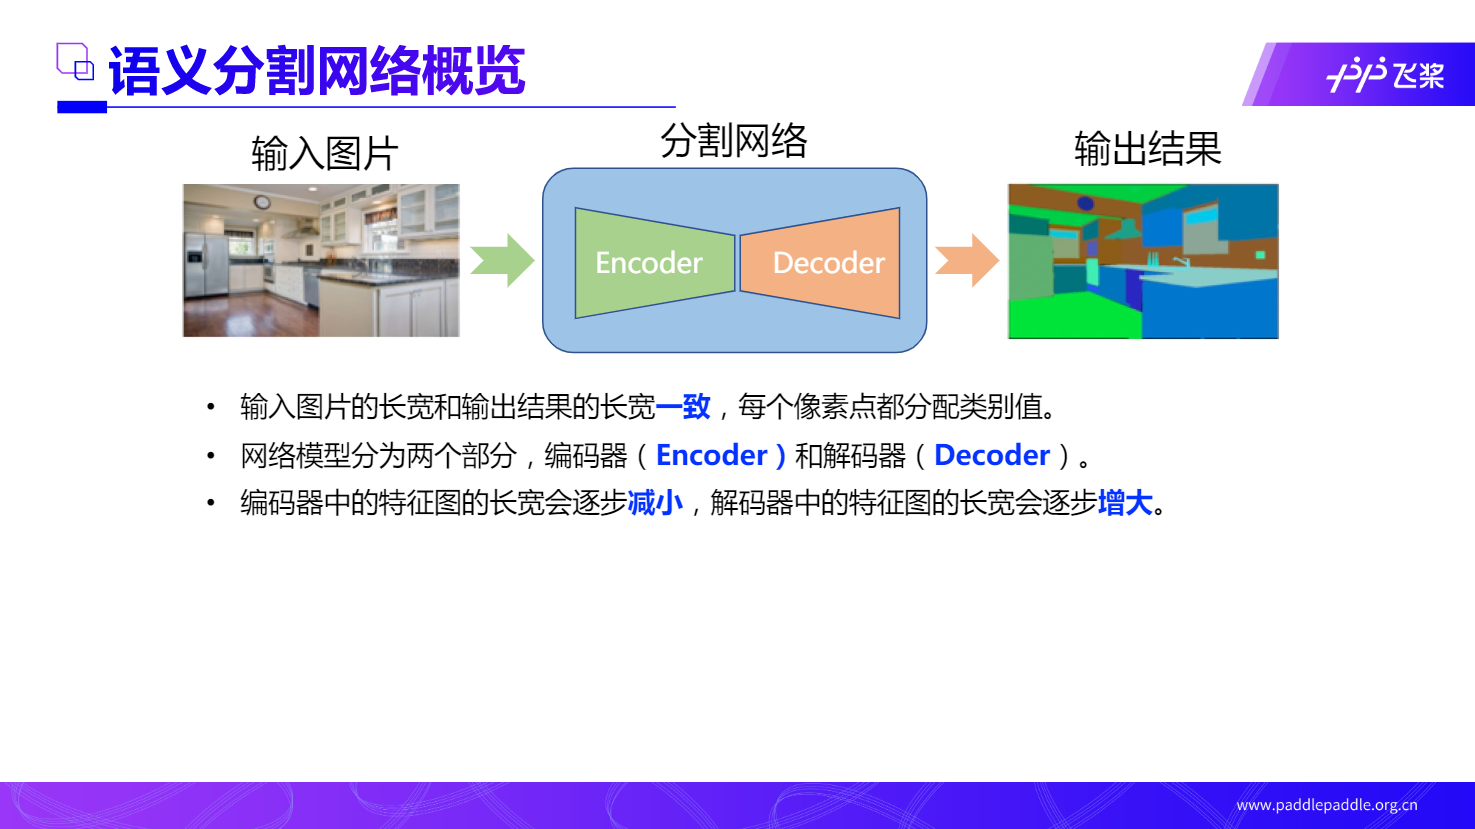 语义分割网络概览
飞桨
输入图片
分割网络
输出结果
Encoder
Decoder
• 输入图片的长宽和输出结果的长宽一致，每个像素点都分配类别值。
• 网络模型分为两个部分，编码器（Encoder）和解码器（Decoder）。
• 编码器中的特征图的长宽会逐步减小，解码器中的特征图的长宽会逐步增大。
www.paddlepaddle.org.cn